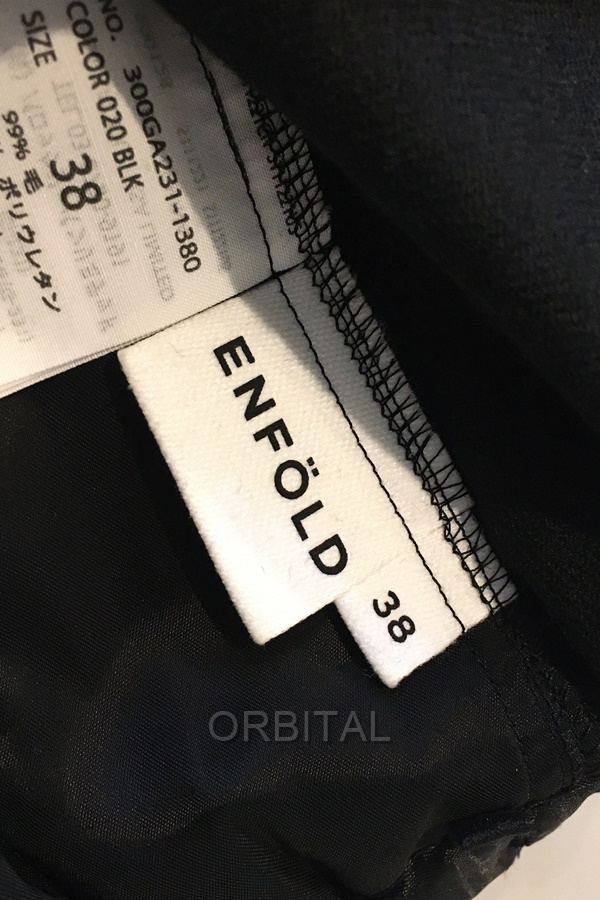 NO. 300GA231-1380
COLOR 020 BLK
SIZE 38
99% 毛
ポリウレタン
ENFÖLD
38
ORBITAL